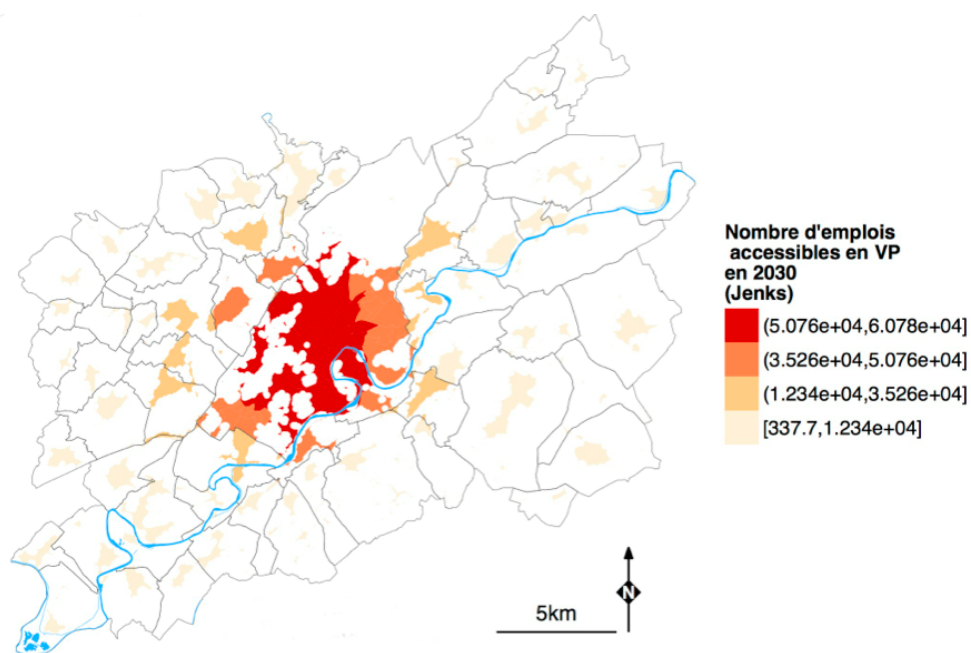 Nombre d'emplois
accessibles en VP
en 2030
(Jenks)
(5.076e+04,6.078e+04]
(3.526e+04,5.076e+04]
(1.234e+04,3.526e+04]
[337.7,1.234e+04]
N
5km